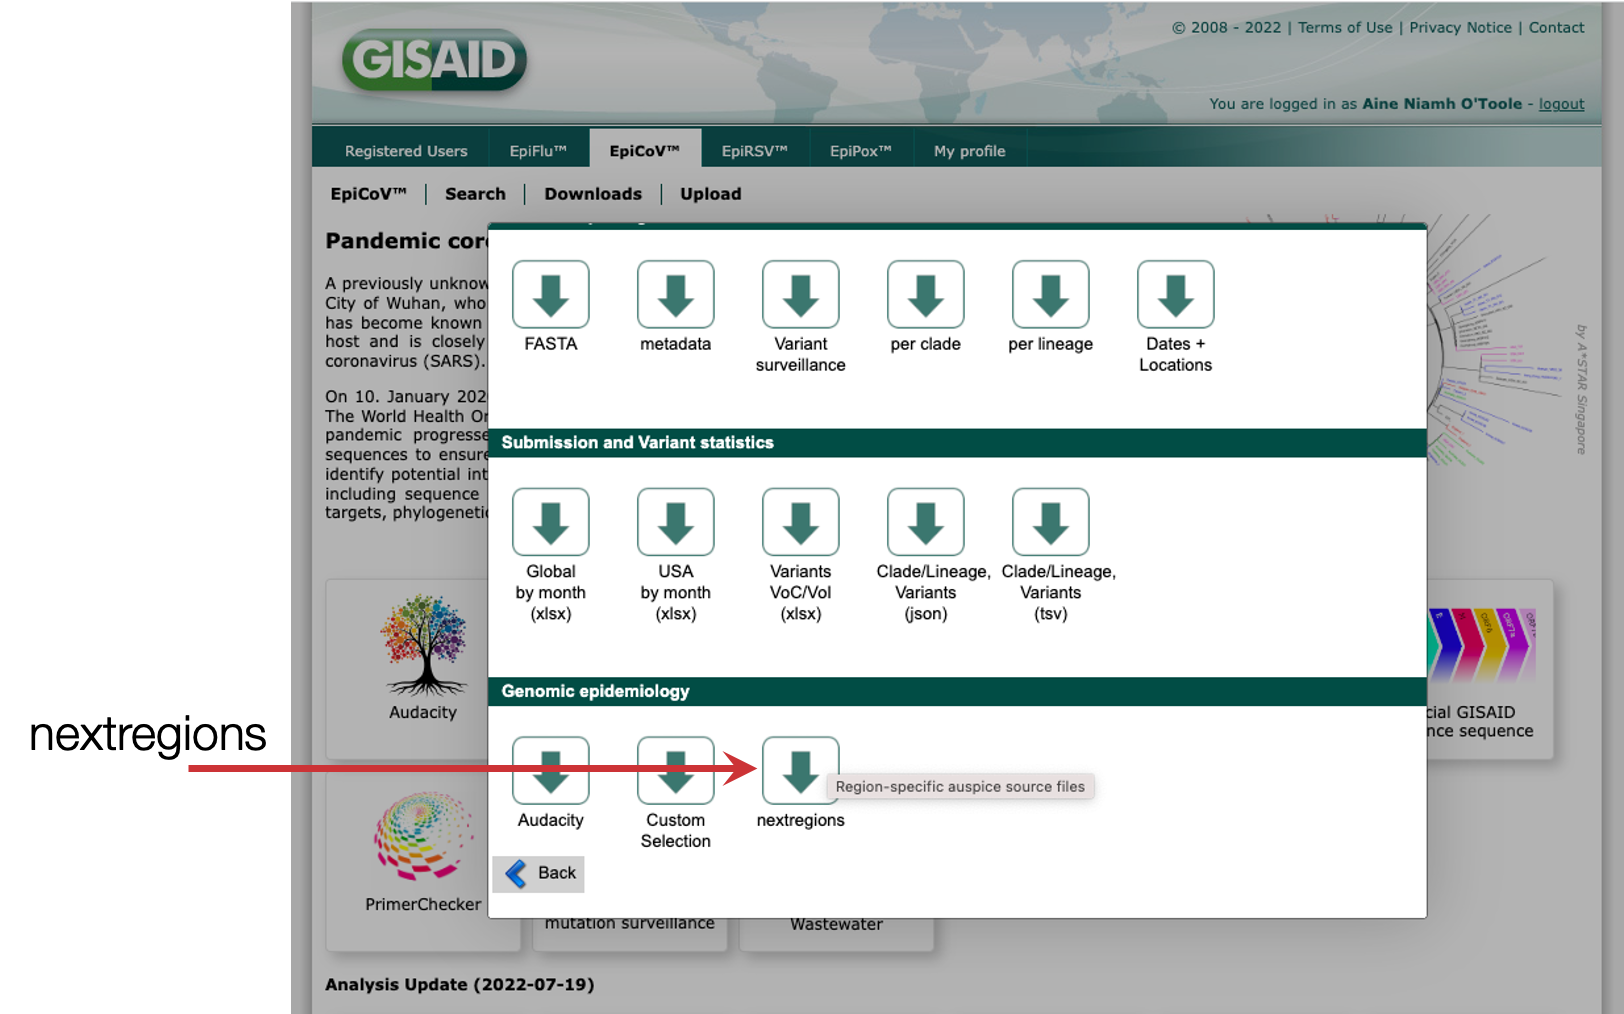 © 2008 - 2022 | Terms of Use | Privacy Notice | Contact
GISAID
You are logged in as Aine Niamh O'Toole - logout
Registered Users EpiFlu™ EpiCoV™ EpiRSV™ EpiPox™ My profile
EpiCoV™ | Search | Downloads | Upload
Pandemic cor
A previously unknow
City of Wuhan, who
has become known
host and is closely
coronavirus (SARS).
On 10. January 202
The World Health Or
pandemic progresse
sequences to ensure
identify potential int
including sequence
targets, phylogenetic
by A*STAR Singapore
FASTA metadata Variant per clade per lineage Dates +
surveillance Locations
Submission and Variant statistics
Global USA Variants Clade/Lineage, Clade/Lineage,
by month by month VoC/VoI Variants Variants
(xlsx) (xlsx) (xlsx) (json) (tsv)
Genomic epidemiology
nextregions
Region-specific auspice source files
Audacity Custom nextregions
Selection
Back
Audacity
cial GISAID
nce sequence
PrimerChecker
mutation surveillance
Wastewater
Analysis Update (2022-07-19)